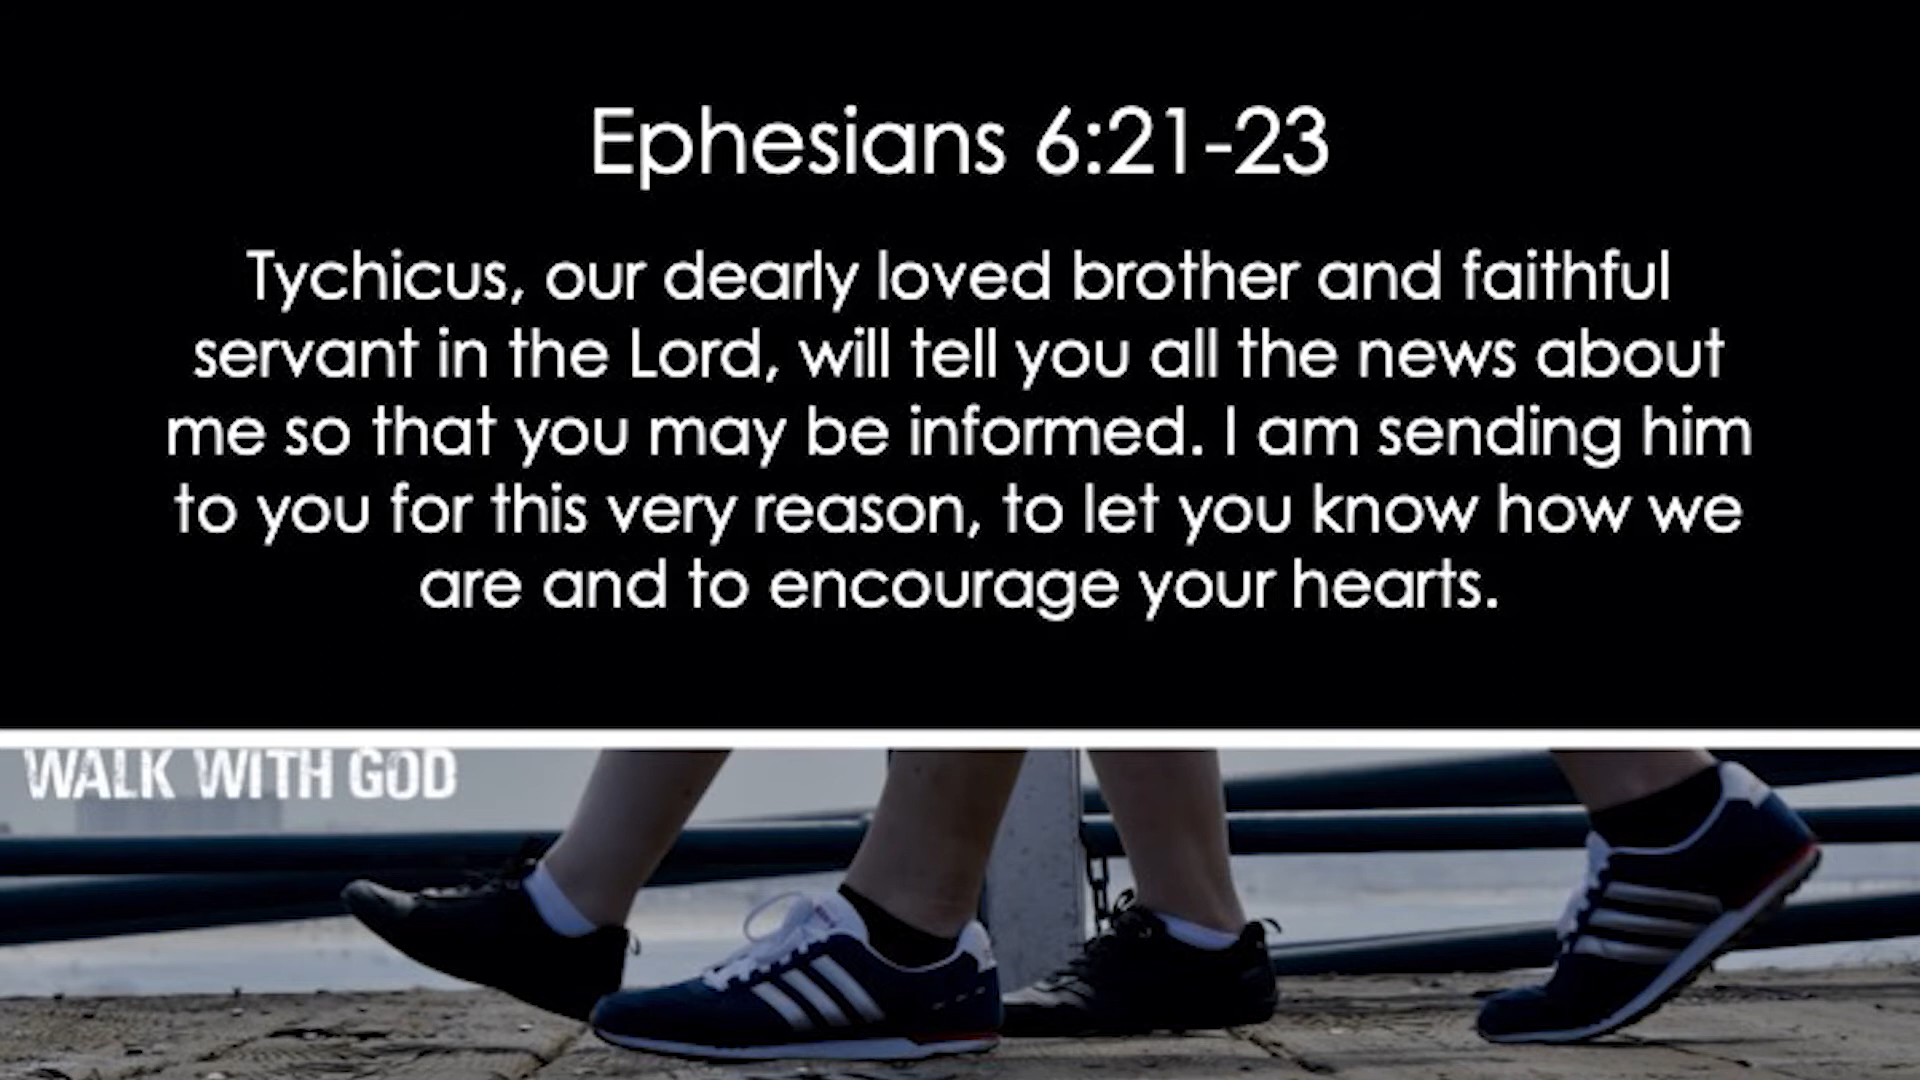 Ephesians 6:21-23
Tychicus, our dearly loved brother and faithful
servant in the Lord, will tell you all the news about
me so that you may be informed. I am sending him
to you for this very reason, to let you know how we
are and to encourage your hearts.
WALK WITH GOD